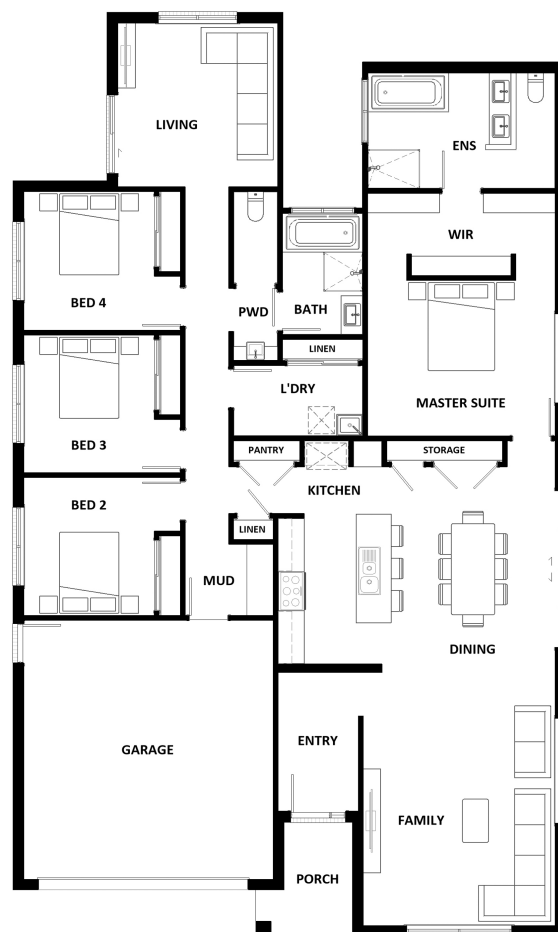 LIVING
ENS
WIR
BED 4
PWD
BATH
LINEN
L'DRY
MASTER SUITE
BED 3
PANTRY
STORAGE
KITCHEN
BED 2
LINEN
MUD
DINING
ENTRY
GARAGE
FAMILY
PORCH